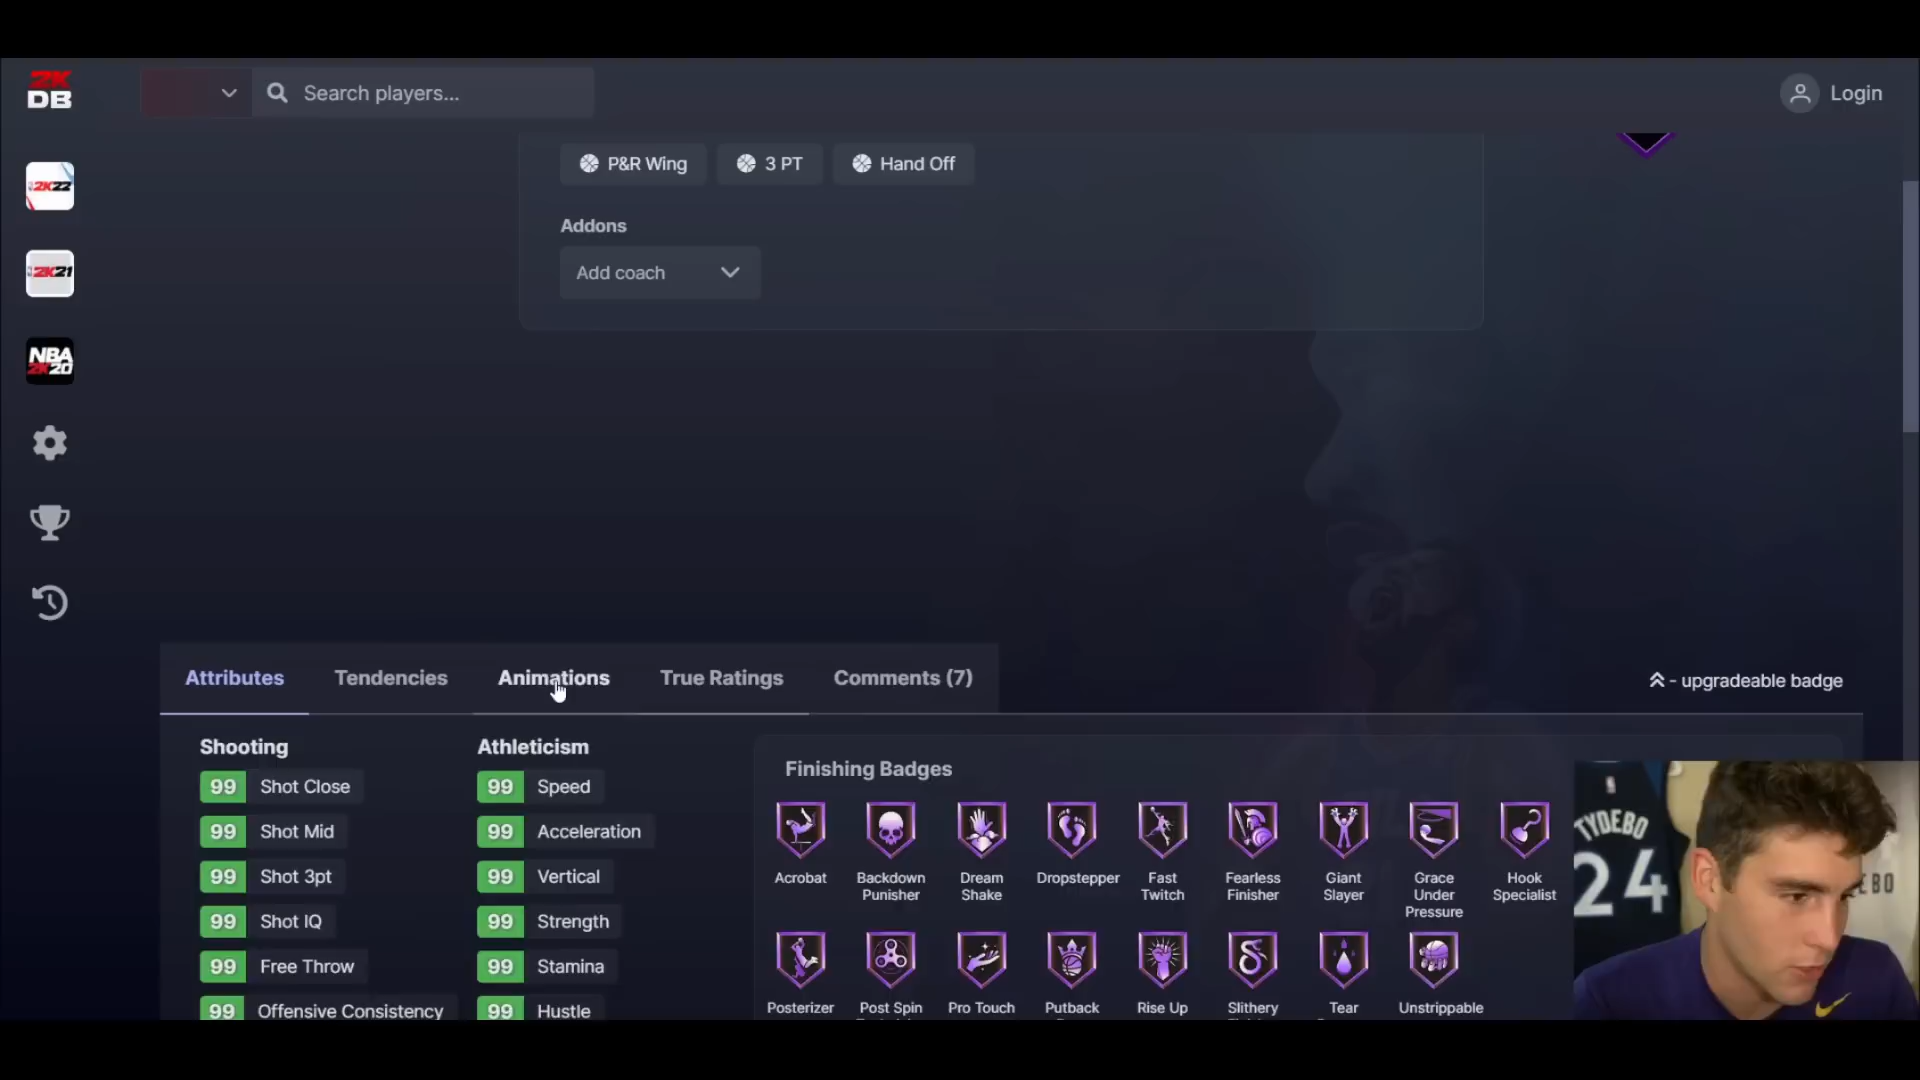 2K
DB
Search players...
Login
2K22
2K21
NBA
2K20
P&R Wing
3 PT
Hand Off
Addons
Add coach
Attributes
Tendencies
Animations
True Ratings
Comments (7)
- upgradeable badge
Shooting
99 Shot Close
99 Shot Mid
99 Shot 3pt
99 Shot IQ
99 Free Throw
99 Offensive Consistency
Athleticism
99 Speed
99 Acceleration
99 Vertical
99 Strength
99 Stamina
99 Hustle
Finishing Badges
Acrobat
Backdown
Punisher
Dream
Shake
Dropstepper
Fast
Twitch
Fearless
Finisher
Giant
Slayer
Grace
Under
Pressure
Hook
Specialist
Posterizer
Post Spin
Pro Touch
Putback
Rise Up
Slithery
Tear
Unstrippable
TYDEBO
24
EBO